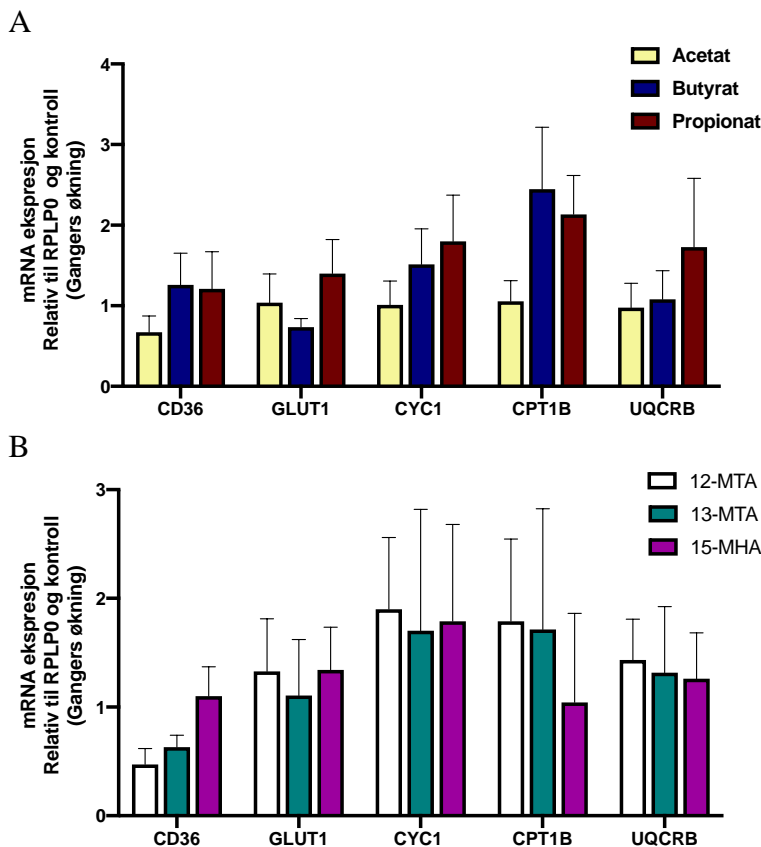 A
mRNA ekspresjon
Relativ til RPLP0 og kontroll
(Gangers økning)
4
3
2
1
0
Acetat
Butyrat
Propionat
CD36 GLUT1 CYC1 CPT1B UQCRB
B
mRNA ekspresjon
Relativ til RPLP0 og kontroll
(Gangers økning)
3
2
1
0
12-MTA
13-MTA
15-MHA
CD36 GLUT1 CYC1 CPT1B UQCRB